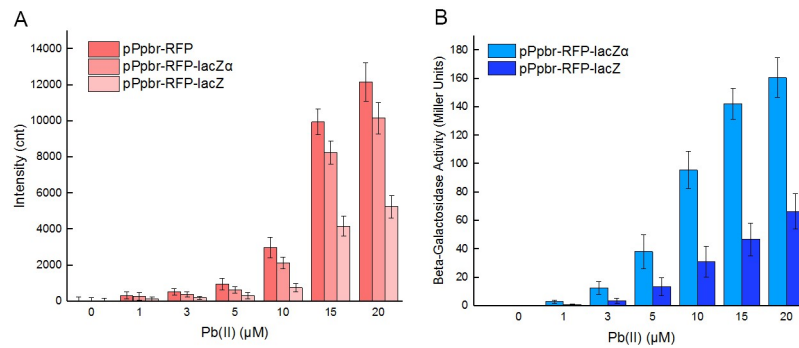 A
14000
12000
10000
8000
6000
4000
2000
0
Intensity (cnt)
pPpbr-RFP
pPpbr-RFP-lacZα
pPpbr-RFP-lacZ
0 1 3 5 10 15 20
Pb(II) (μM)
B
180
160
140
120
100
80
60
40
20
0
Beta-Galactosidase Activity (Miller Units)
pPpbr-RFP-lacZα
pPpbr-RFP-lacZ
0 1 3 5 10 15 20
Pb(II) (μM)